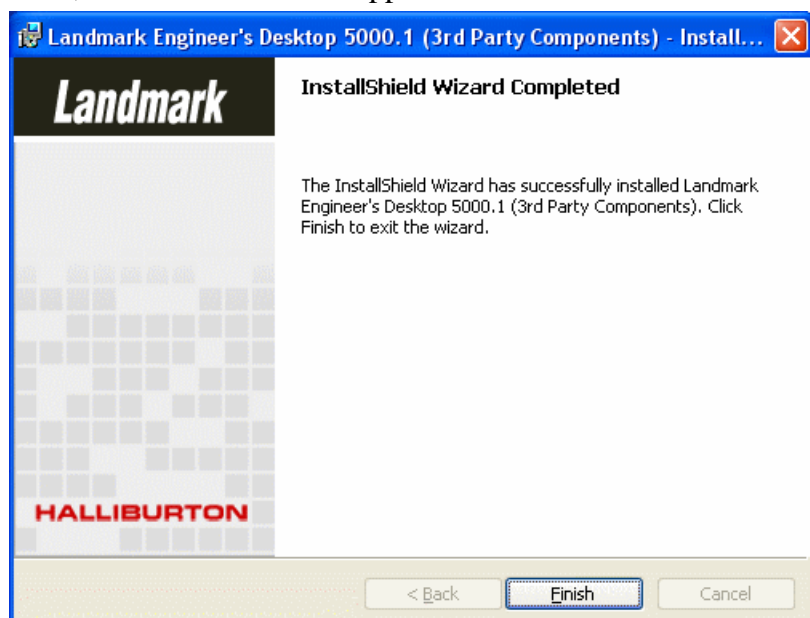 Landmark Engineer's Desktop 5000.1 (3rd Party Components) - Install...
Landmark
InstallShield Wizard Completed
The InstallShield Wizard has successfully installed Landmark
Engineer's Desktop 5000.1 (3rd Party Components). Click
Finish to exit the wizard.
HALLIBURTON
< Back
Finish
Cancel